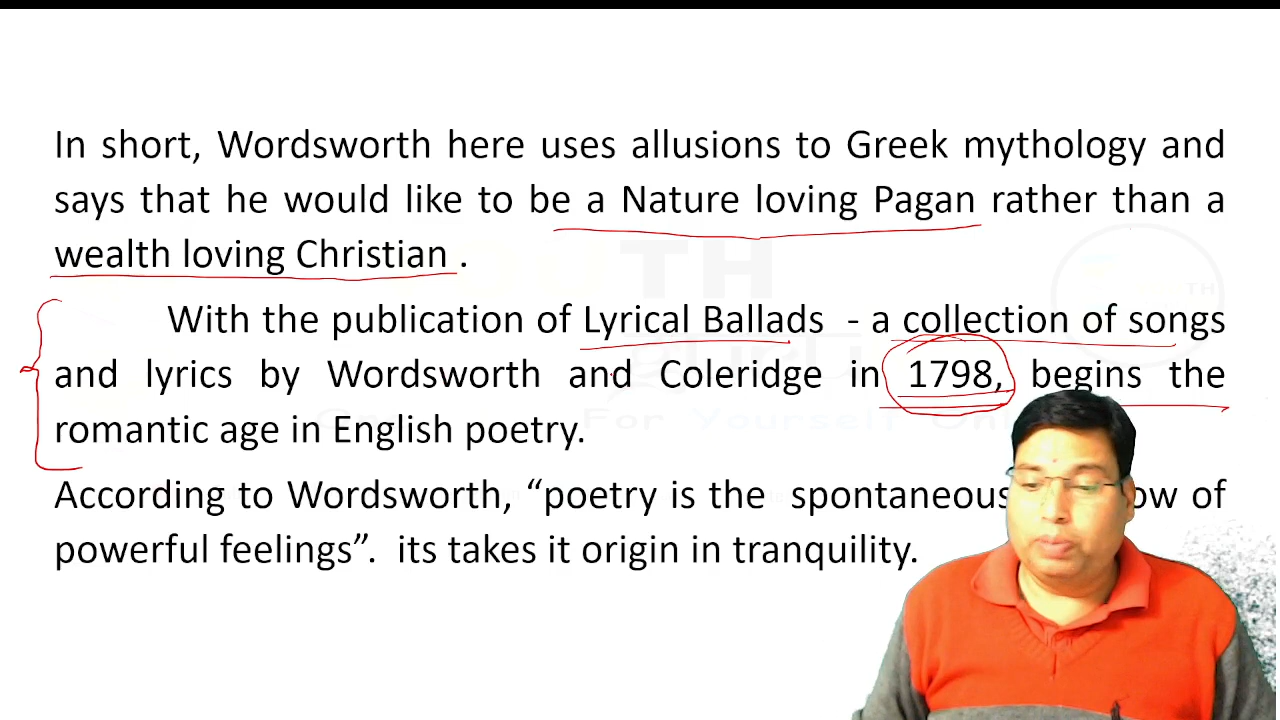 In short, Wordsworth here uses allusions to Greek mythology and
says that he would like to be a Nature loving Pagan rather than a
wealth loving Christian .
With the publication of Lyrical Ballads - a collection of songs
and lyrics by Wordsworth and Coleridge in 1798, begins the
romantic age in English poetry.
According to Wordsworth, “poetry is the spontaneous of
powerful feelings”. its takes it origin in tranquility.